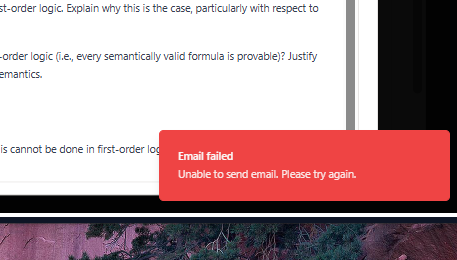 st-order logic. Explain why this is the case, particularly with respect to
-order logic (i.e., every semantically valid formula is provable)? Justify
emantics.
is cannot be done in first-order log
Email failed
Unable to send email. Please try again.